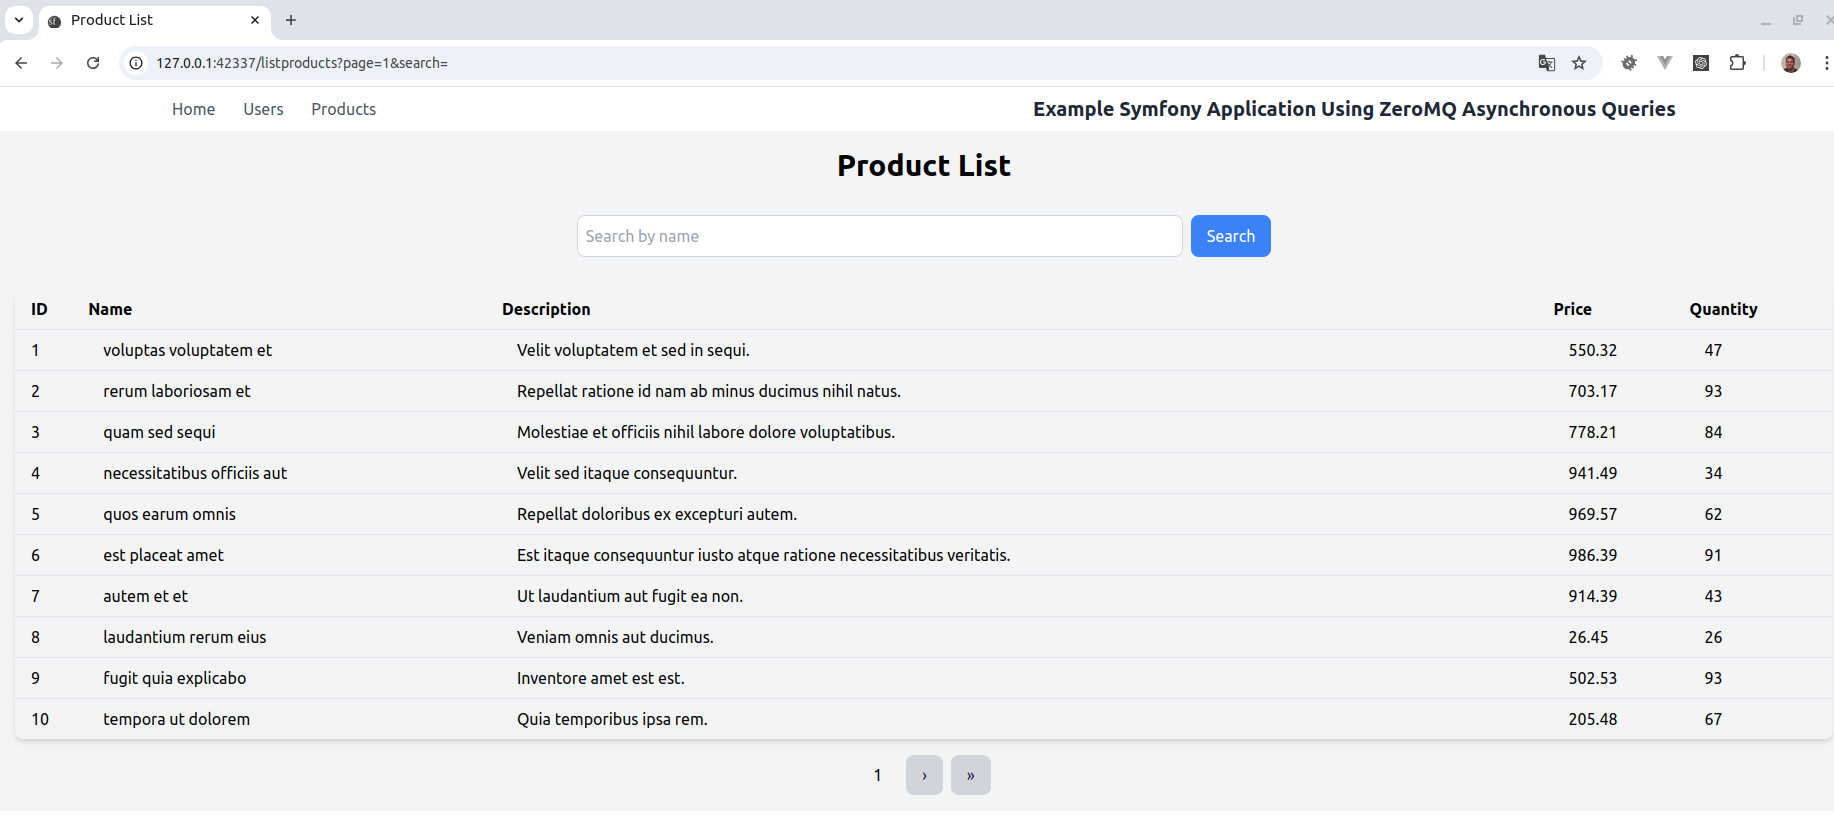 Product List
127.0.0.1:42337/listproducts?page=1&search=
Home Users Products Example Symfony Application Using ZeroMQ Asynchronous Queries
Product List
Search by name Search
ID Name Description Price Quantity
1 voluptas voluptatem et Velit voluptatem et sed in sequi. 550.32 47
2 rerum laboriosam et Repellat ratione id nam ab minus ducimus nihil natus. 703.17 93
3 quam sed sequi Molestiae et officiis nihil labore dolore voluptatibus. 778.21 84
4 necessitatibus officiis aut Velit sed itaque consequuntur. 941.49 34
5 quos earum omnis Repellat doloribus ex excepturi autem. 969.57 62
6 est placeat amet Est itaque consequuntur iusto atque ratione necessitatibus veritatis. 986.39 91
7 autem et et Ut laudantium aut fugit ea non. 914.39 43
8 laudantium rerum eius Veniam omnis aut ducimus. 26.45 26
9 fugit quia explicabo Inventore amet est est. 502.53 93
10 tempora ut dolorem Quia temporibus ipsa rem. 205.48 67
1 › »